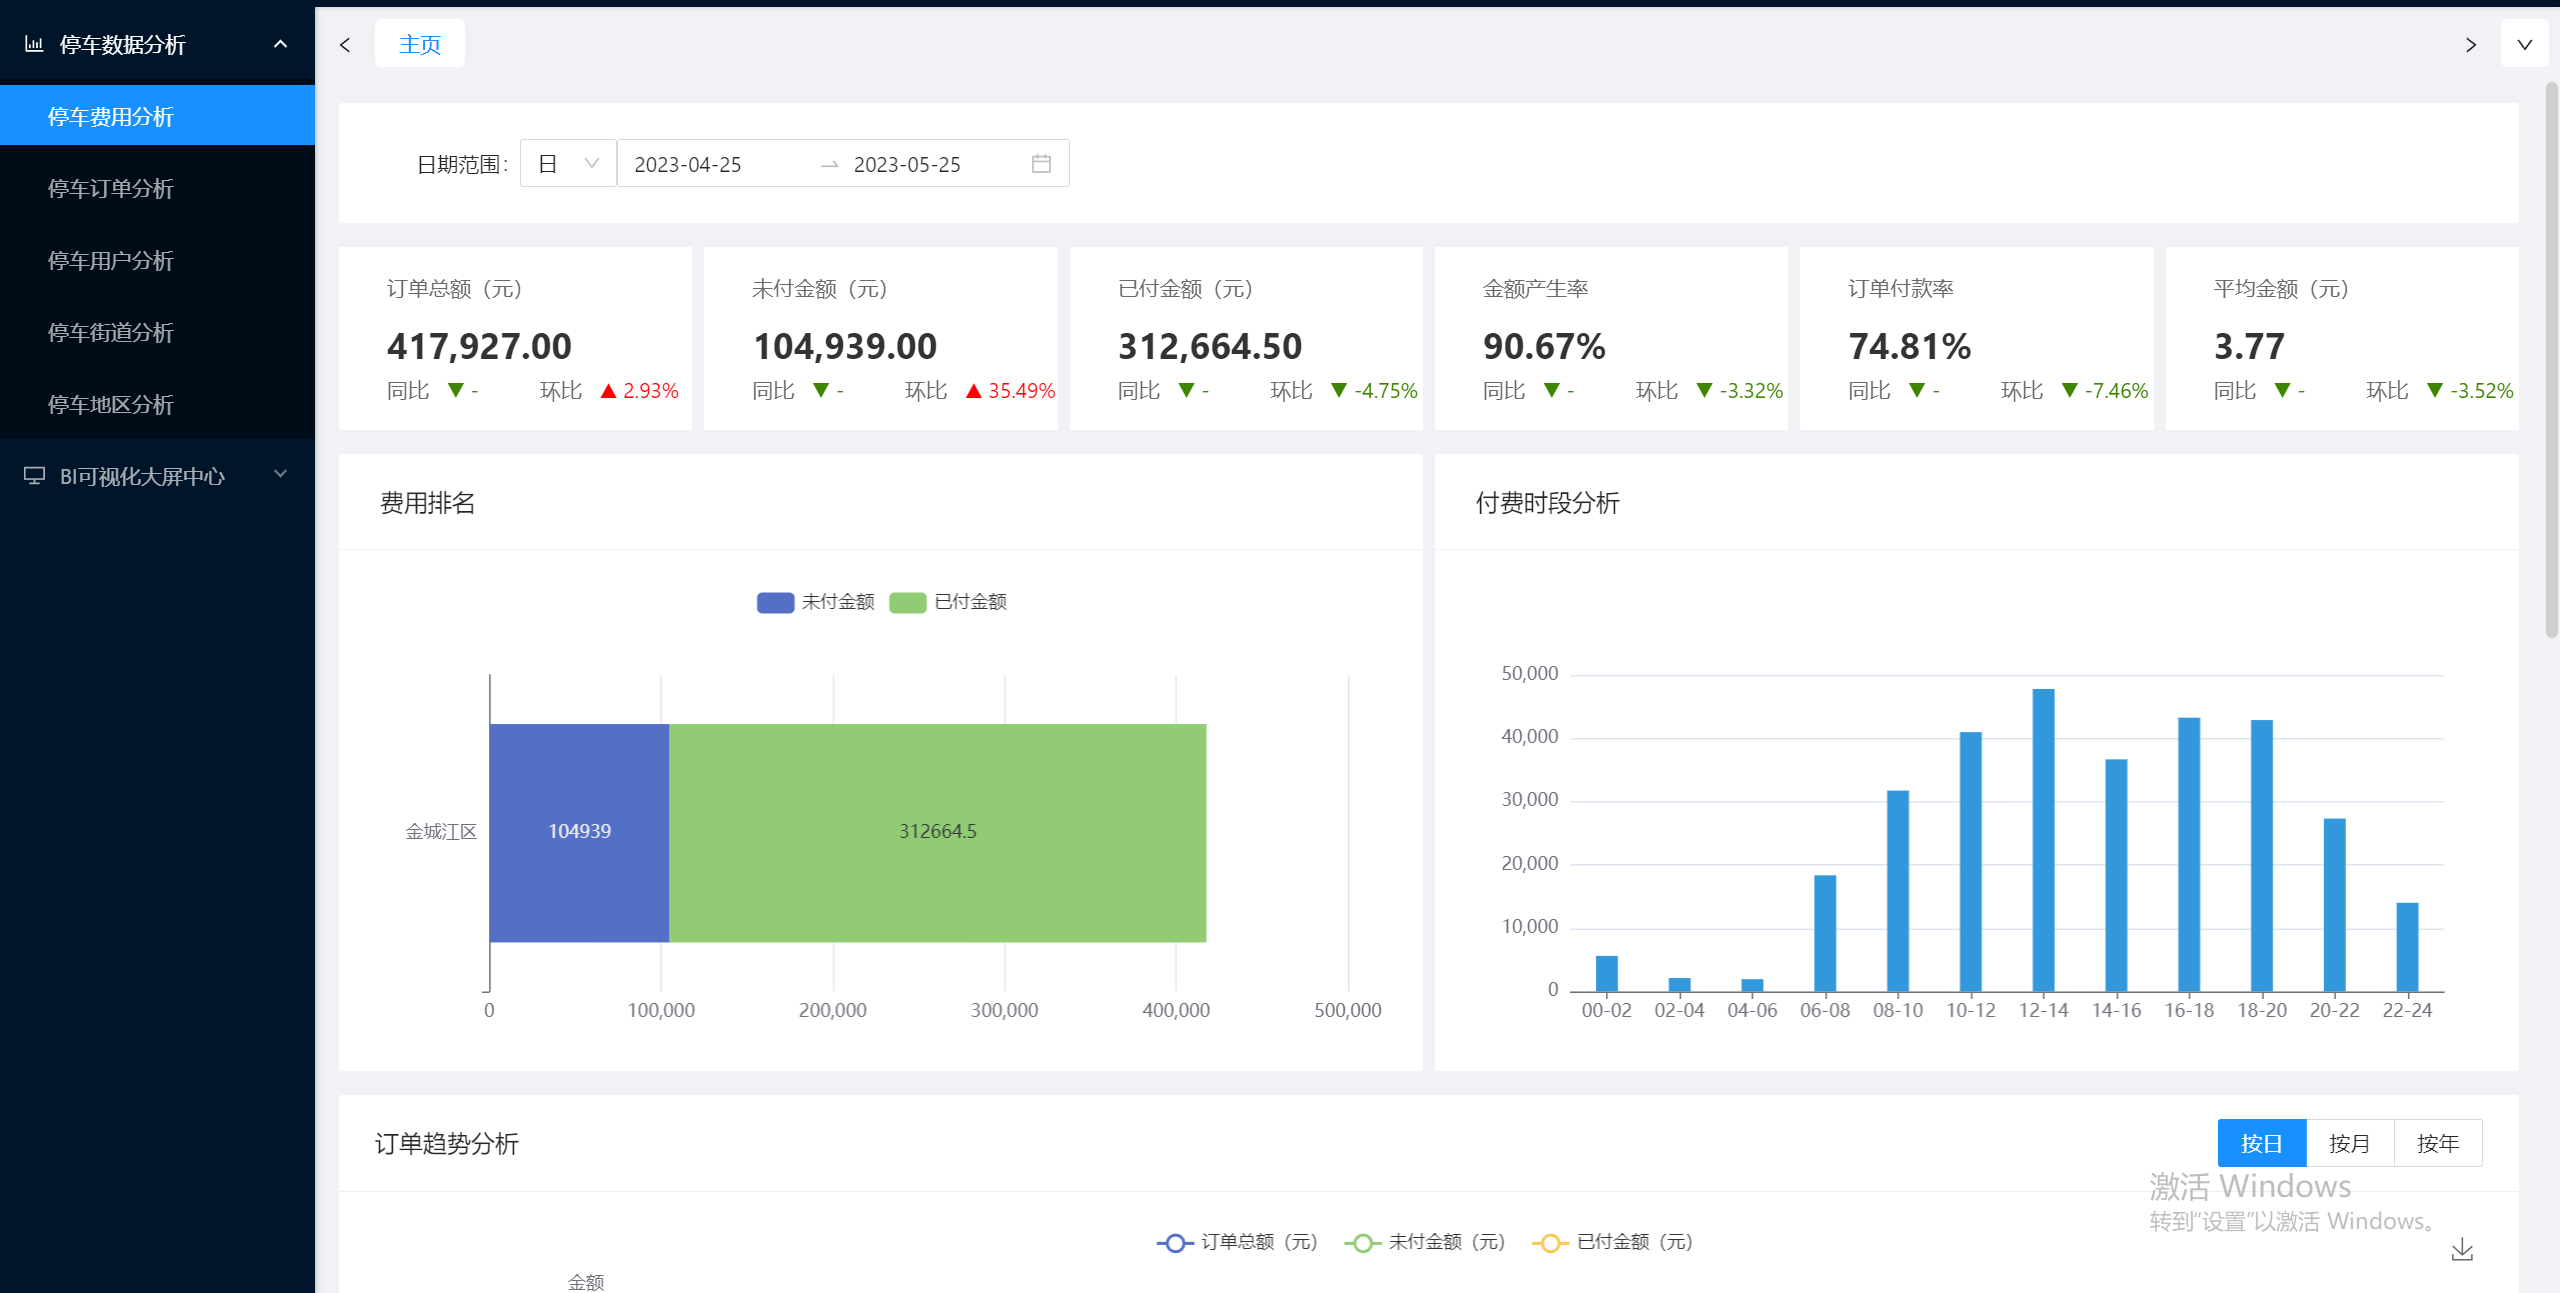 停车数据分析
停车费用分析
停车订单分析
停车用户分析
停车街道分析
停车地区分析
BI可视化大屏中心
主页
日期范围: 日 2023-04-25 2023-05-25
订单总额（元）
417,927.00
同比 ▼ - 环比 ▲ 2.93%
未付金额（元）
104,939.00
同比 ▼ - 环比 ▲ 35.49%
已付金额（元）
312,664.50
同比 ▼ - 环比 ▼ -4.75%
金额产生率
90.67%
同比 ▼ - 环比 ▼ -3.32%
订单付款率
74.81%
同比 ▼ - 环比 ▼ -7.46%
平均金额（元）
3.77
同比 ▼ - 环比 ▼ -3.52%
费用排名
未付金额 已付金额
金城江区 104939 312664.5
0 100,000 200,000 300,000 400,000 500,000
付费时段分析
50,000
40,000
30,000
20,000
10,000
0
00-02 02-04 04-06 06-08 08-10 10-12 12-14 14-16 16-18 18-20 20-22 22-24
订单趋势分析
按日 按月 按年
激活 Windows
转到"设置"以激活 Windows。
订单总额（元） 未付金额（元） 已付金额（元）
金额